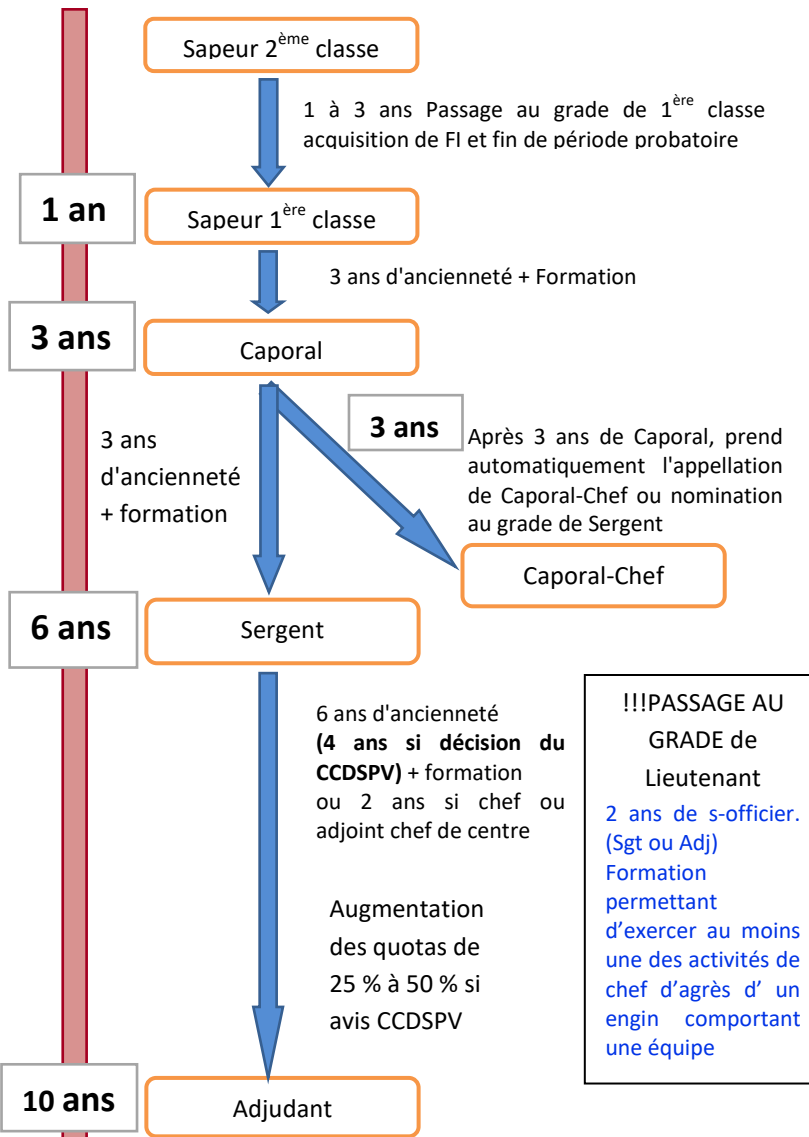 Sapeur 2ème classe
1 à 3 ans Passage au grade de 1ère classe
acquisition de FI et fin de période probatoire
1 an
Sapeur 1ère classe
3 ans d'ancienneté + Formation
3 ans
Caporal
3 ans
d'ancienneté
+ formation
3 ans
Après 3 ans de Caporal, prend
automatiquement l'appellation
de Caporal-Chef ou nomination
au grade de Sergent
Caporal-Chef
6 ans
Sergent
6 ans d'ancienneté
(4 ans si décision du
CCDSPV) + formation
ou 2 ans si chef ou
adjoint chef de centre
Augmentation
des quotas de
25 % à 50 % si
avis CCDSPV
!!!PASSAGE AU
GRADE de
Lieutenant
2 ans de s-officier.
(Sgt ou Adj)
Formation
permettant
d'exercer au moins
une des activités de
chef d'agrès d' un
engin comportant
une équipe
10 ans
Adjudant